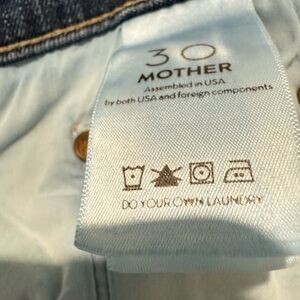 30
MOTHER
Assembled in USA
by both USA and foreign components
DO YOUR OWN LAUNDRY